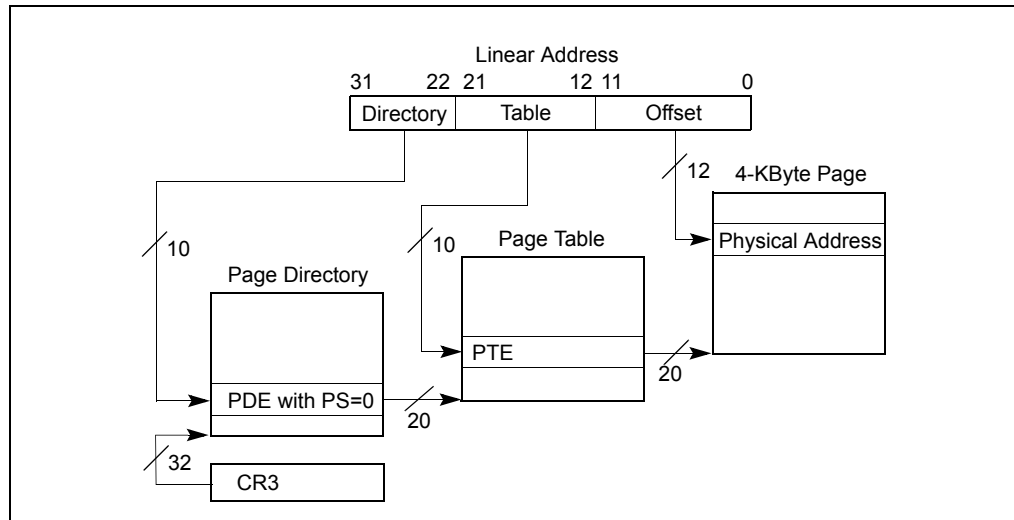 Linear Address
31 22 21 12 11 0
Directory Table Offset
12
4-KByte Page
Physical Address
10
10
Page Table
Page Directory
PTE
20
PDE with PS=0
20
32
CR3